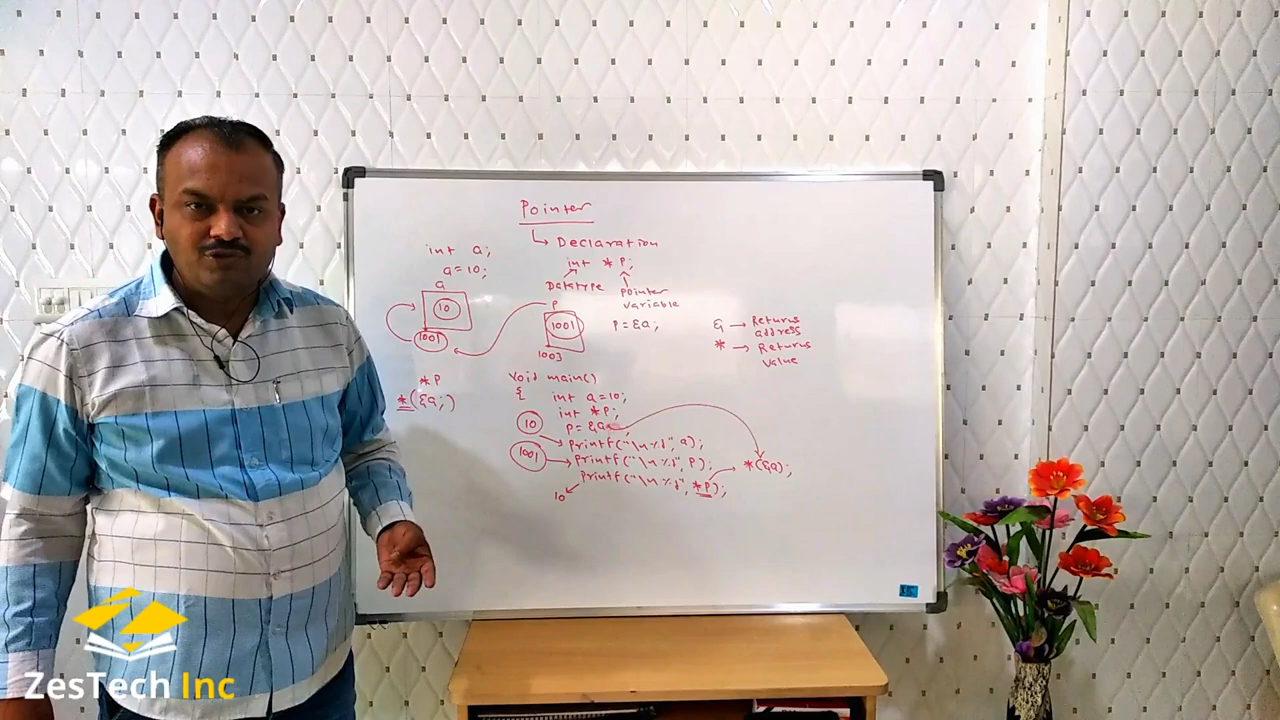 Pointer
Declaration
int a;
int * P;
a=10;
Datatype
Pointer
variable
a
10
1001
P
1001
1003
P = &a;
& → Returns
address
* → Returns
value
*P
*(&a;)
void main()
{
int a=10;
int *P;
P= &a
10
printf("\n%d", a);
1001
printf("\n%d", P);
*(&a);
printf("\n%d", *P);
10
ZesTech Inc